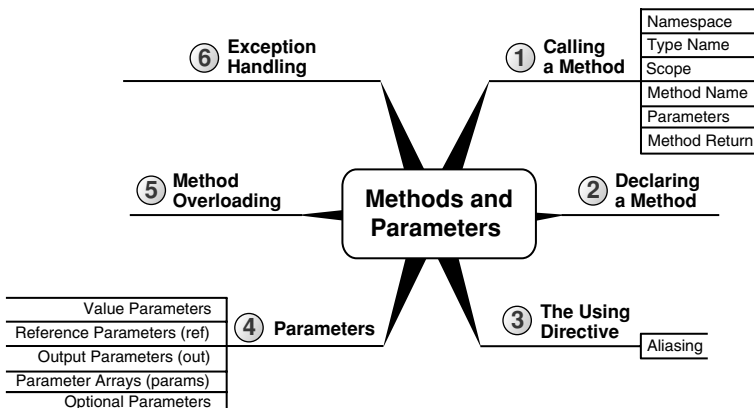 Methods and
Parameters
1
Calling
a Method
Namespace
Type Name
Scope
Method Name
Parameters
Method Return
2
Declaring
a Method
3
The Using
Directive
Aliasing
4
Parameters
Value Parameters
Reference Parameters (ref)
Output Parameters (out)
Parameter Arrays (params)
Optional Parameters
5
Method
Overloading
6
Exception
Handling